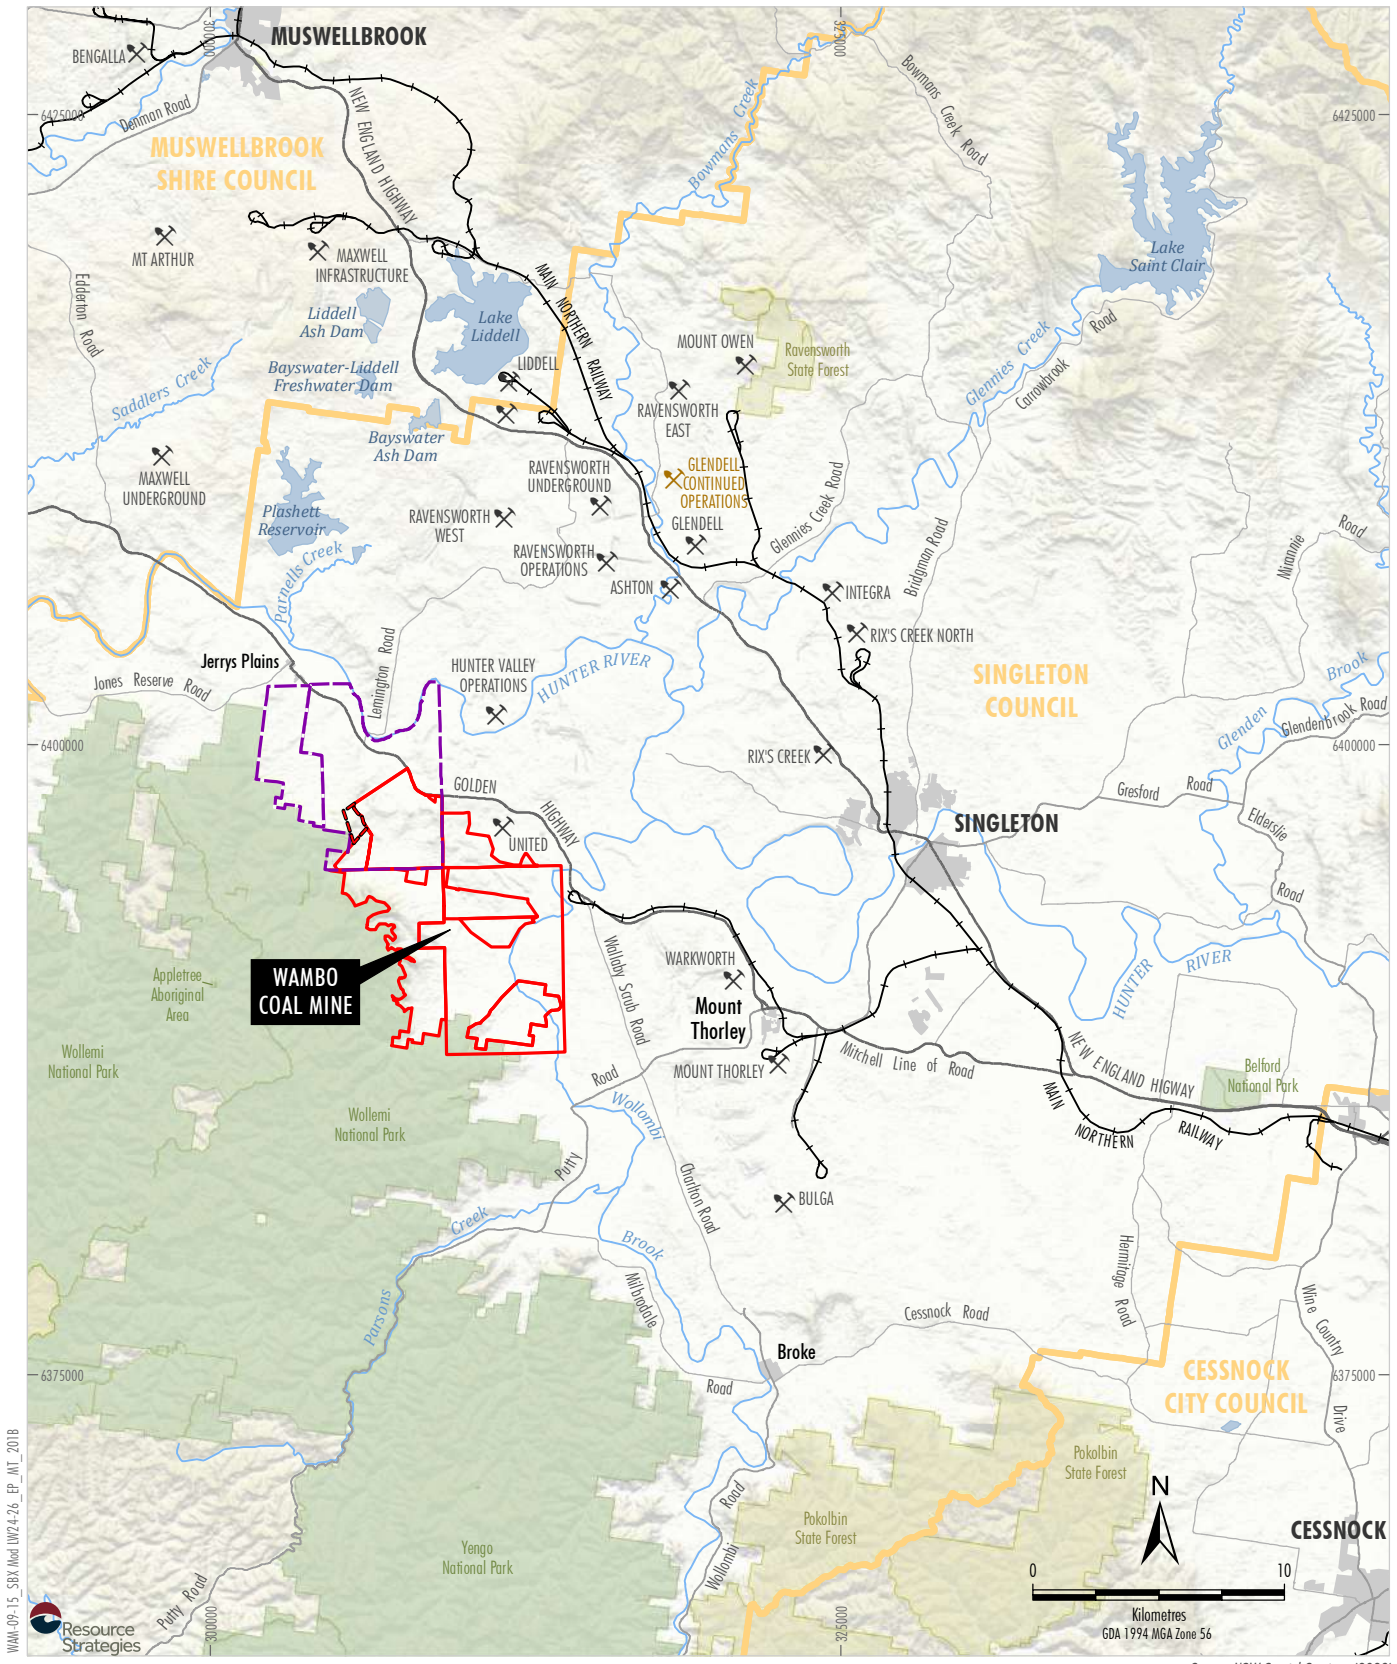 MUSWELLBROOK
BENGALLA
300000
325000
Denman Road
6425000
6425000
NEW ENGLAND HIGHWAY
Bowmans Creek
Bowmans Creek Road
MUSWELLBROOK
SHIRE COUNCIL
MT ARTHUR
MAXWELL
INFRASTRUCTURE
Lake
Saint Clair
Edderton Road
Liddell
Ash Dam
Lake
Liddell
MAIN NORTHERN RAILWAY
MOUNT OWEN
Ravensworth
State Forest
Glennies Creek
Carrowbrook Road
Saddlers Creek
Bayswater-Liddell
Freshwater Dam
LIDDELL
RAVENSWORTH
EAST
Bayswater
Ash Dam
MAXWELL
UNDERGROUND
RAVENSWORTH
UNDERGROUND
GLENDELL
CONTINUED
OPERATIONS
Plashett
Reservoir
RAVENSWORTH
WEST
GLENDELL
Glennies Creek Road
Bridgman Road
Mirannie Road
Parnells Creek
RAVENSWORTH
OPERATIONS
ASHTON
INTEGRA
RIX'S CREEK NORTH
Jerrys Plains
Lemington Road
HUNTER VALLEY
OPERATIONS
HUNTER RIVER
SINGLETON
COUNCIL
Jones Reserve Road
Glenden Brook
Glendenbrook Road
6400000
6400000
RIX'S CREEK
GOLDEN HIGHWAY
Gresford Road
Elderslie Road
UNITED
SINGLETON
WAMBO
COAL MINE
Appletree
Aboriginal
Area
Wallaby Scrub Road
WARKWORTH
Mount
Thorley
HUNTER RIVER
Wollemi
National Park
MOUNT THORLEY
Mitchell Line of Road
NEW ENGLAND HIGWAY
Belford
National Park
MAIN NORTHERN RAILWAY
Wollemi
National Park
Putty Road
Wollombi Brook
Charlton Road
BULGA
Parsons Creek
Milbrodale Road
Hermitage Road
Wine Country Drive
Cessnock Road
Broke
CESSNOCK
CITY COUNCIL
6375000
6375000
Pokolbin
State Forest
Pokolbin
State Forest
Wollombi Road
CESSNOCK
Yengo
National Park
N
0 10
Kilometres
GDA 1994 MGA Zone 56
Putty Road
300000
325000
Resource
Strategies
WAM-09-15_SBX Mod LW24-26_EP_MT_201B